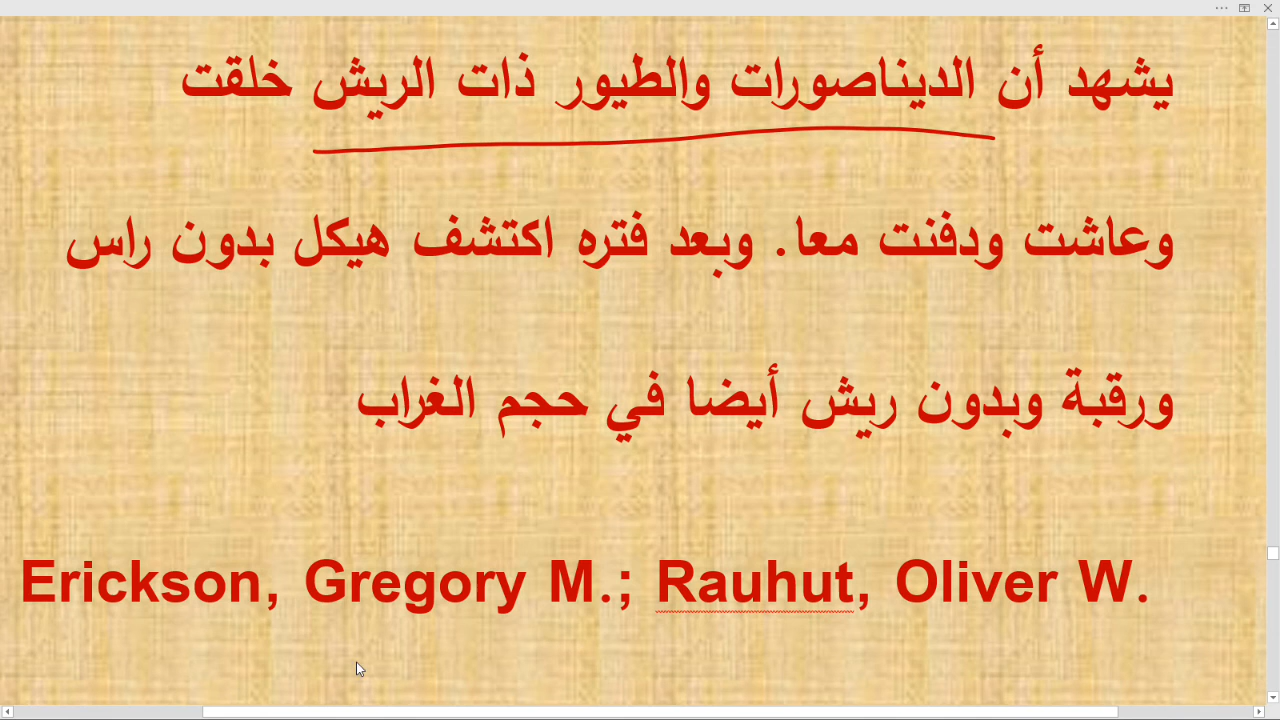 يشهد أن الديناصورات والطيور ذات الريش خلقت
وعاشت ودفنت معا. وبعد فتره اكتشف هيكل بدون راس
ورقبة وبدون ريش أيضا في حجم الغراب
Erickson, Gregory M.; Rauhut, Oliver W.